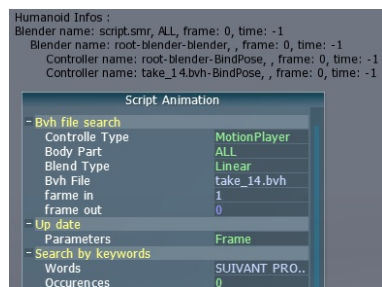 Humanoid Infos :
Blender name: script.smr, ALL, frame: 0, time: -1
Blender name: root-blender-blender, , frame: 0, time: -1
Controller name: root-blender-BindPose, , frame: 0, time: -1
Controller name: take_14.bvh-BindPose, , frame: 0, time: -1
Script Animation
Bvh file search
Controlle Type MotionPlayer
Body Part ALL
Blend Type Linear
Bvh File take_14.bvh
farme in 1
frame out 0
Up date
Parameters Frame
Search by keywords
Words SUIVANT PRO..
Occurences 0